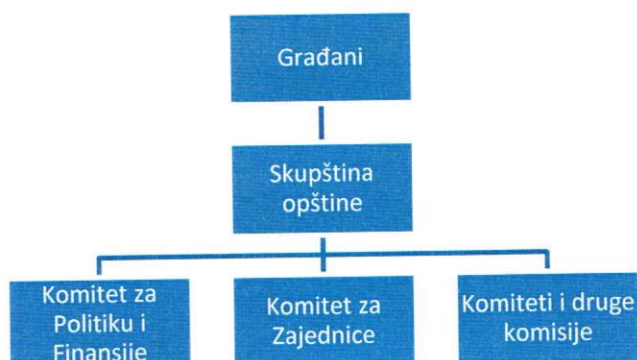 Građani
Skupština
opštine
Komitet za
Politiku i
Finansije
Komitet za
Zajednice
Komiteti i druge
komisije